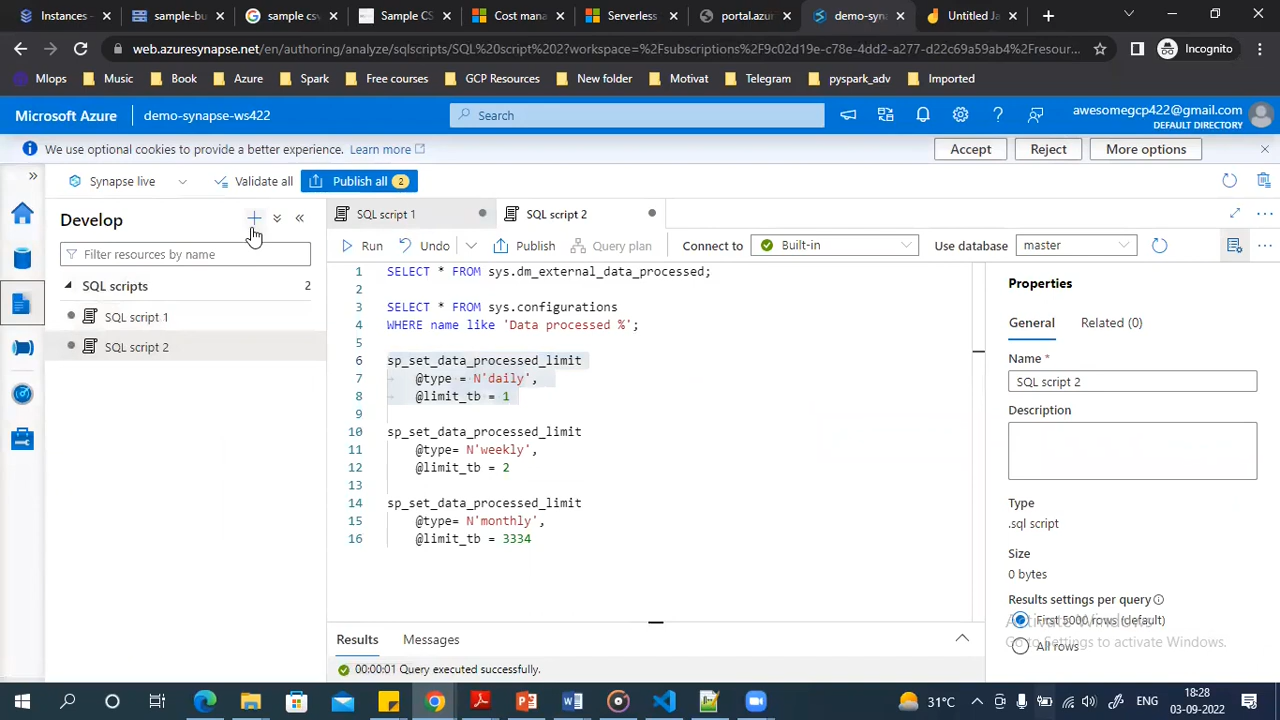 Instances
sample-bu
sample csv
Sample CS
Cost mana
Serverless
portal.azu
demo-syna
Untitled Ja
web.azuresynapse.net/en/authoring/analyze/sqlscripts/SQL%20script%202?workspace=%2Fsubscriptions%2F9c02d19e-c78e-4dd2-a277-d22c69a59ab4%2Fresour...
Incognito
Mlops
Music
Book
Azure
Spark
Free courses
GCP Resources
New folder
Motivat
Telegram
pyspark_adv
Imported
Microsoft Azure
demo-synapse-ws422
Search
awesomegcp422@gmail.com
DEFAULT DIRECTORY
We use optional cookies to provide a better experience. Learn more
Accept
Reject
More options
Synapse live
Validate all
Publish all 2
Develop
Filter resources by name
SQL scripts 2
SQL script 1
SQL script 2
SQL script 1
SQL script 2
Run
Undo
Publish
Query plan
Connect to
Built-in
Use database
master
1 SELECT * FROM sys.dm_external_data_processed;
2
3 SELECT * FROM sys.configurations
4 WHERE name like 'Data processed %';
5
6 sp_set_data_processed_limit
7 @type = N'daily',
8 @limit_tb = 1
9
10 sp_set_data_processed_limit
11 @type= N'weekly',
12 @limit_tb = 2
13
14 sp_set_data_processed_limit
15 @type= N'monthly',
16 @limit_tb = 3334
Results
Messages
00:00:01 Query executed successfully.
Properties
General
Related (0)
Name *
SQL script 2
Description
Type
.sql script
Size
0 bytes
Results settings per query
First 5000 rows (default)
All rows
Activate Windows
Go to Settings to activate Windows.
31°C
ENG
18:28
03-09-2022